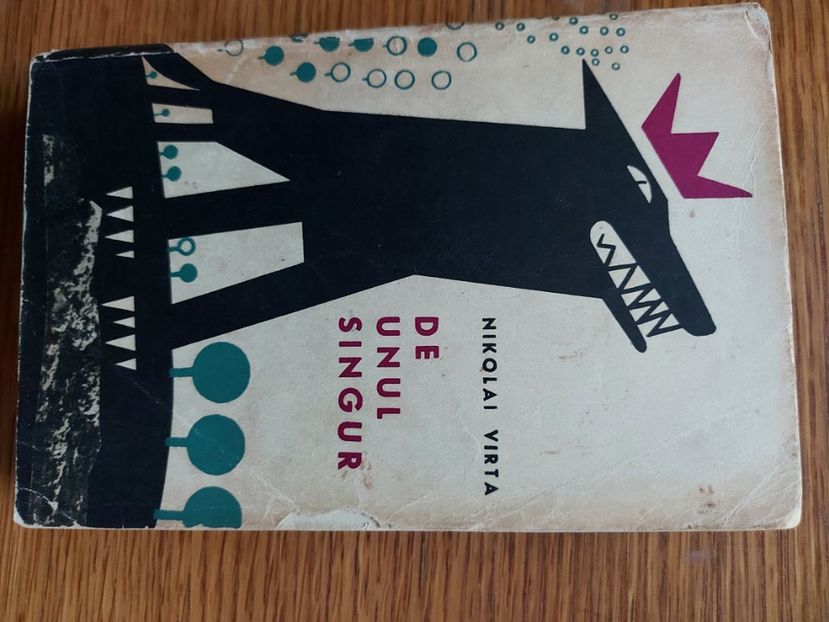 NIKOLAI VIRTA
DE
UNUL
SINGUR